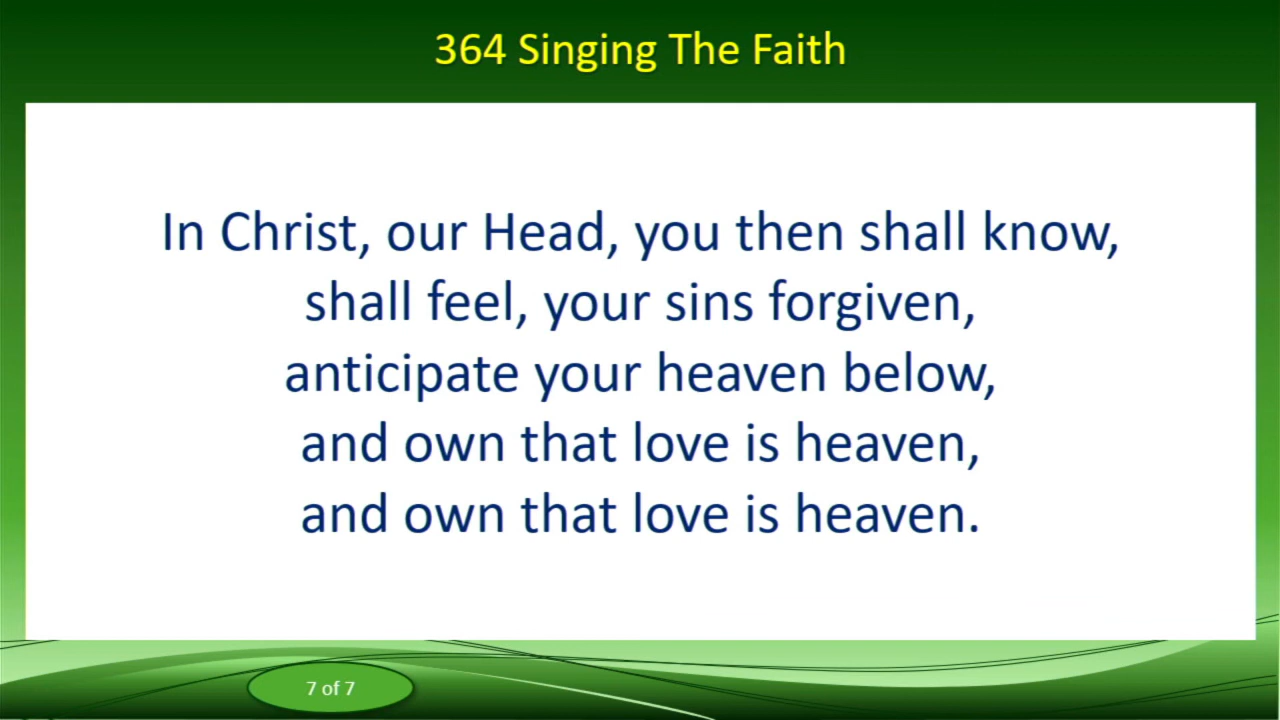 364 Singing The Faith
In Christ, our Head, you then shall know,
shall feel, your sins forgiven,
anticipate your heaven below,
and own that love is heaven,
and own that love is heaven.
7 of 7